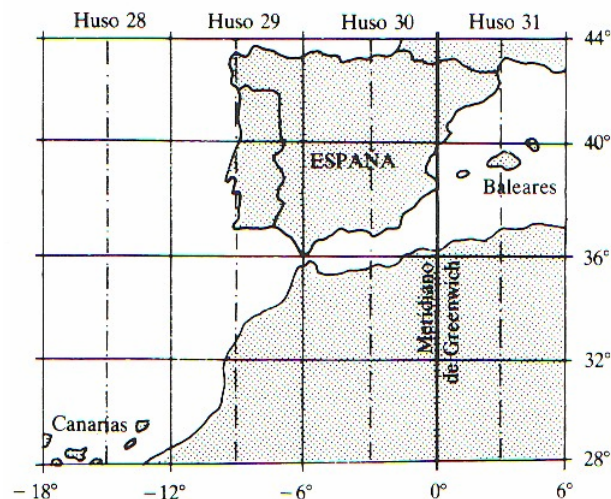 Huso 28 Huso 29 Huso 30 Huso 31
44°
40°
ESPAÑA
Baleares
36°
Meridiano
de Greenwich
32°
Canarias
28°
-18° -12° -6° 0° 6°